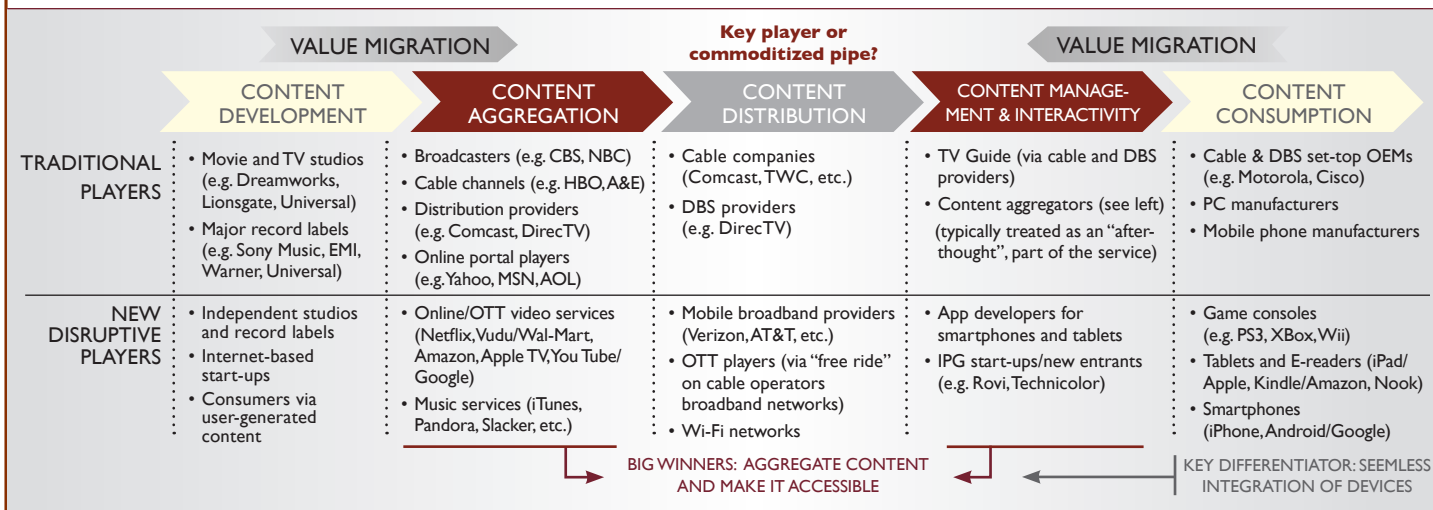 VALUE MIGRATION
Key player or
commoditized pipe?
VALUE MIGRATION
CONTENT
DEVELOPMENT
CONTENT
AGGREGATION
CONTENT
DISTRIBUTION
CONTENT MANAGE-
MENT & INTERACTIVITY
CONTENT
CONSUMPTION
TRADITIONAL
PLAYERS
• Movie and TV studios
(e.g. Dreamworks,
Lionsgate, Universal)
• Major record labels
(e.g. Sony Music, EMI,
Warner, Universal)
• Broadcasters (e.g. CBS, NBC)
• Cable channels (e.g. HBO, A&E)
• Distribution providers
(e.g. Comcast, DirecTV)
• Online portal players
(e.g. Yahoo, MSN, AOL)
• Cable companies
(Comcast, TWC, etc.)
• DBS providers
(e.g. DirecTV)
• TV Guide (via cable and DBS
providers)
• Content aggregators (see left)
(typically treated as an “after-
thought”, part of the service)
• Cable & DBS set-top OEMs
(e.g. Motorola, Cisco)
• PC manufacturers
• Mobile phone manufacturers
NEW
DISRUPTIVE
PLAYERS
• Independent studios
and record labels
• Internet-based
start-ups
• Consumers via
user-generated
content
• Online/OTT video services
(Netflix, Vudu/Wal-Mart,
Amazon, Apple TV, You Tube/
Google)
• Music services (iTunes,
Pandora, Slacker, etc.)
• Mobile broadband providers
(Verizon, AT&T, etc.)
• OTT players (via “free ride”
on cable operators
broadband networks)
• Wi-Fi networks
• App developers for
smartphones and tablets
• IPG start-ups/new entrants
(e.g. Rovi, Technicolor)
• Game consoles
(e.g. PS3, XBox, Wii)
• Tablets and E-readers (iPad/
Apple, Kindle/Amazon, Nook)
• Smartphones
(iPhone, Android/Google)
BIG WINNERS: AGGREGATE CONTENT
AND MAKE IT ACCESSIBLE
KEY DIFFERENTIATOR: SEEMLESS
INTEGRATION OF DEVICES